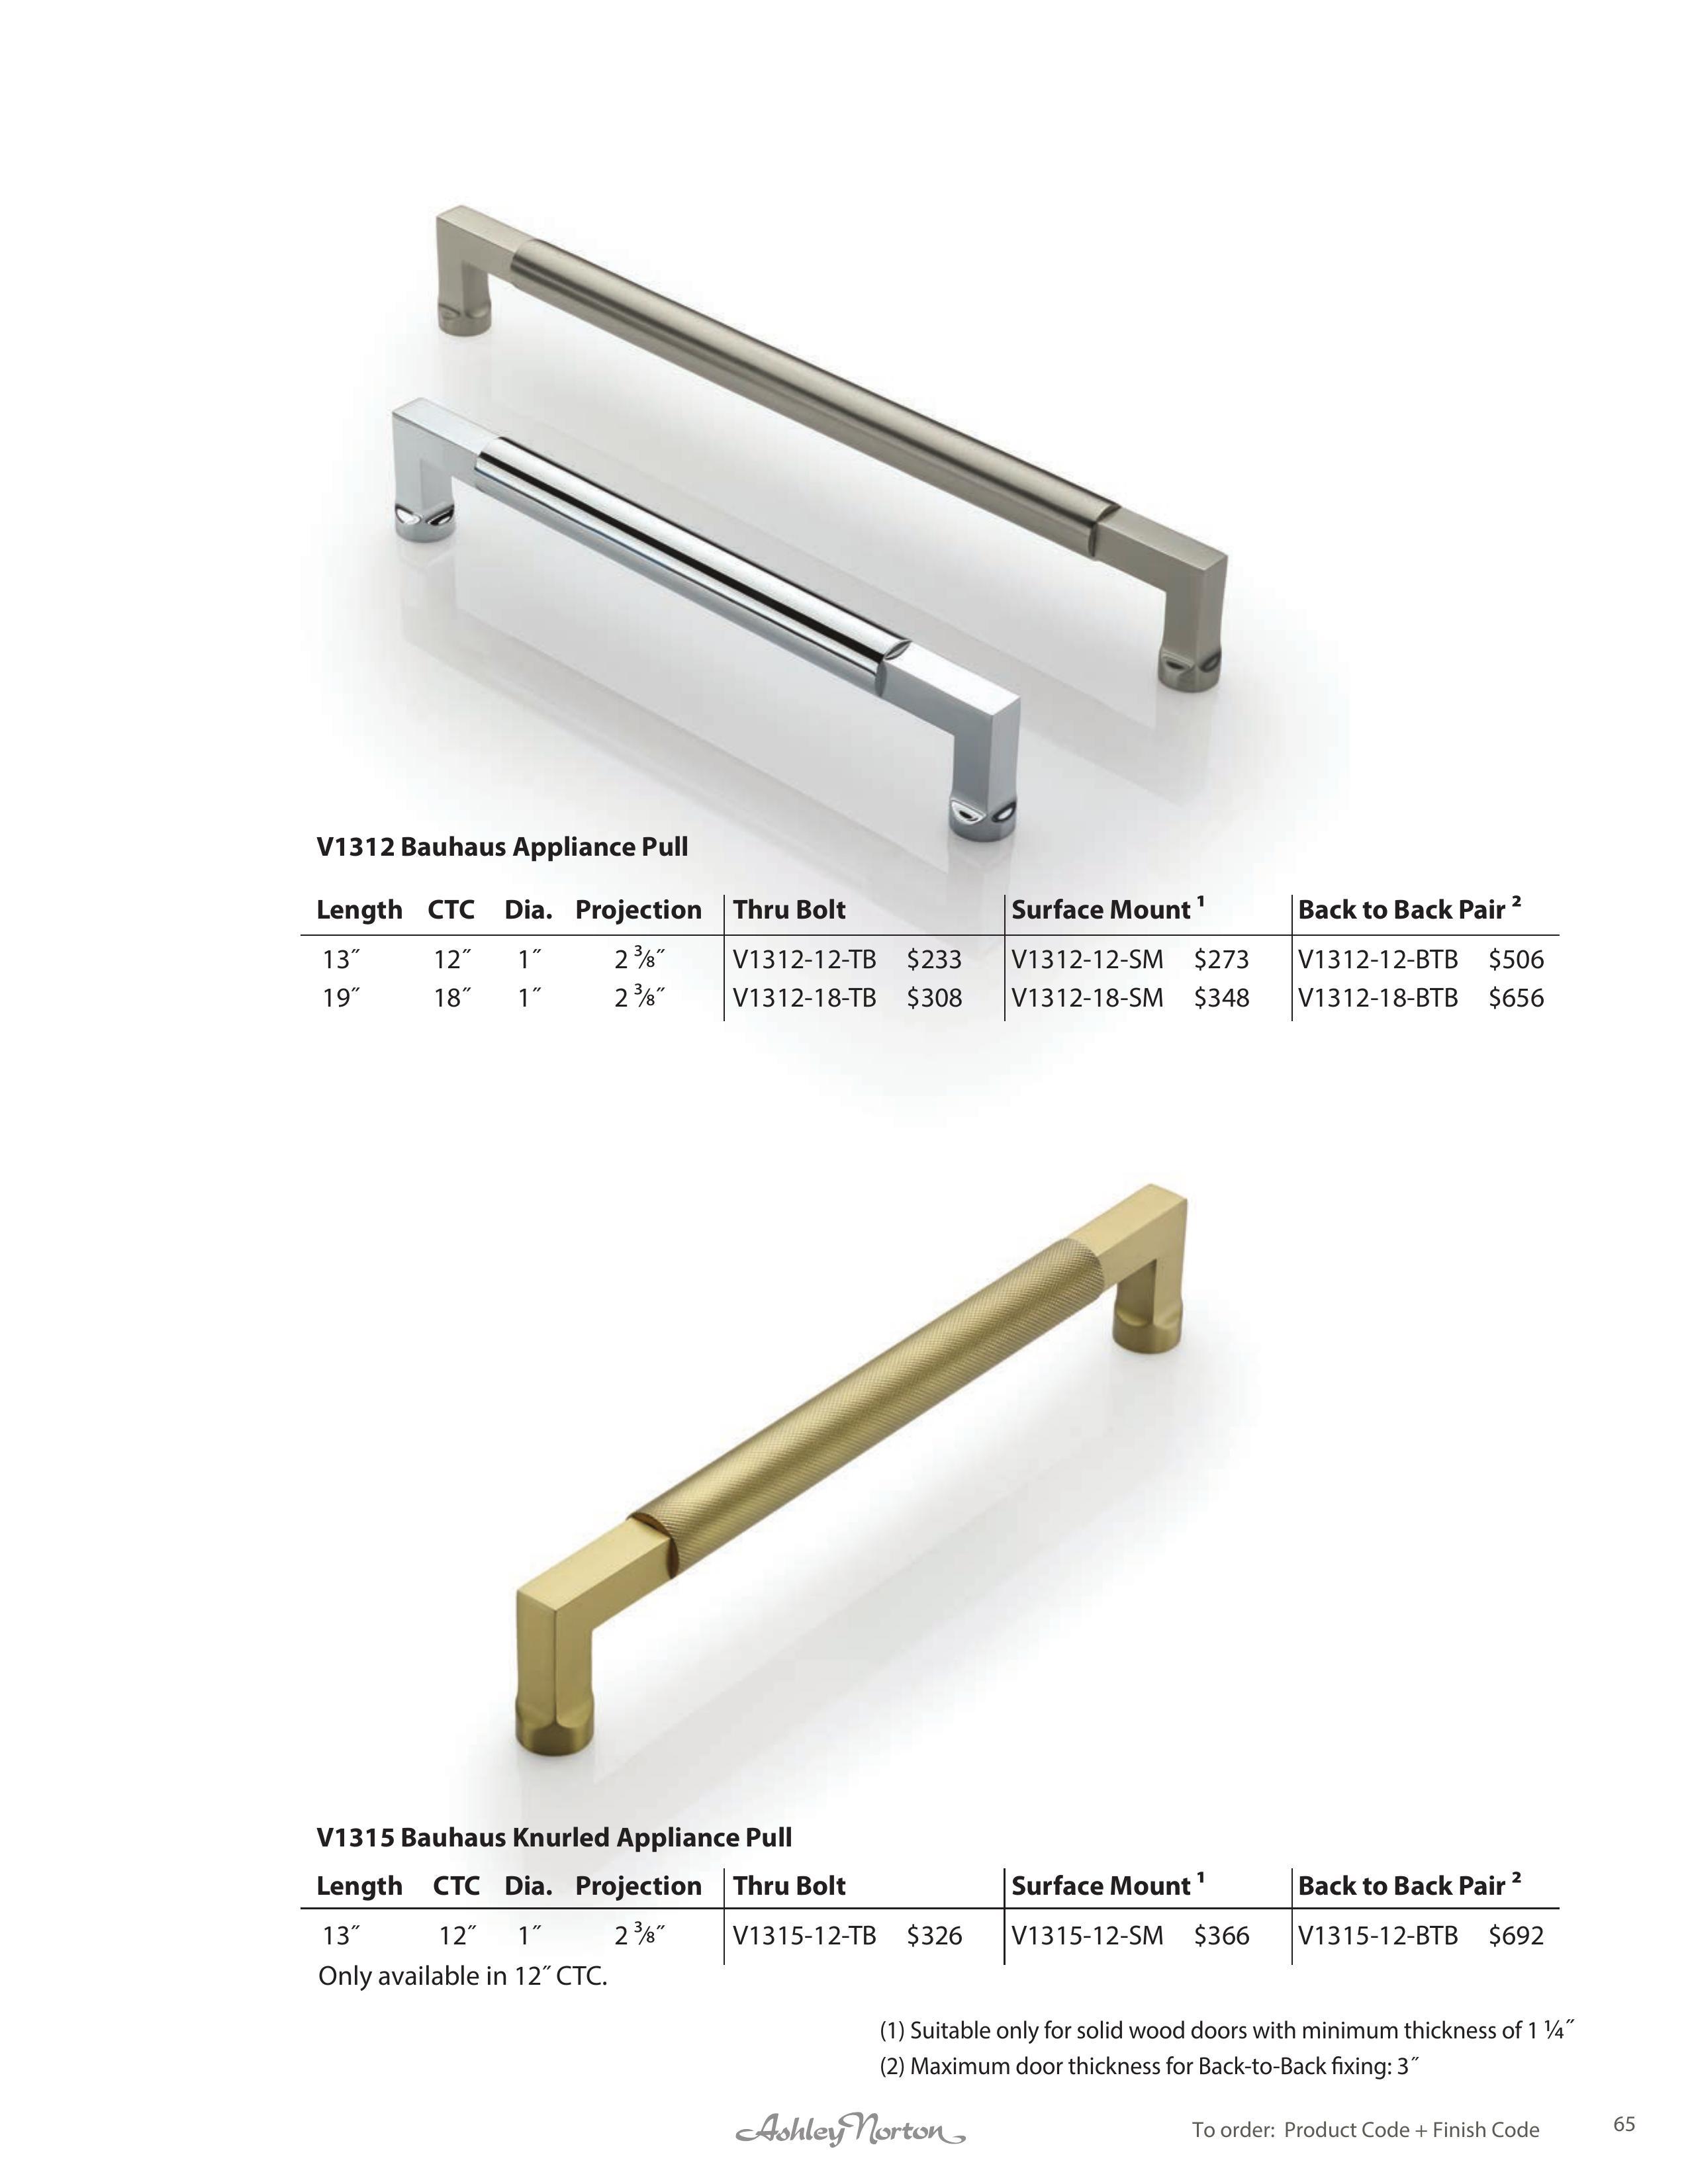 V1312 Bauhaus Appliance Pull
Length CTC Dia. Projection Thru Bolt Surface Mount ¹ Back to Back Pair ²
13″ 12″ 1″ 2 ⅜″ V1312-12-TB $233 V1312-12-SM $273 V1312-12-BTB $506
19″ 18″ 1″ 2 ⅜″ V1312-18-TB $308 V1312-18-SM $348 V1312-18-BTB $656
V1315 Bauhaus Knurled Appliance Pull
Length CTC Dia. Projection Thru Bolt Surface Mount ¹ Back to Back Pair ²
13″ 12″ 1″ 2 ⅜″ V1315-12-TB $326 V1315-12-SM $366 V1315-12-BTB $692
Only available in 12″ CTC.
(1) Suitable only for solid wood doors with minimum thickness of 1 ¼″
(2) Maximum door thickness for Back-to-Back fixing: 3″
Ashley Norton
To order: Product Code + Finish Code 65